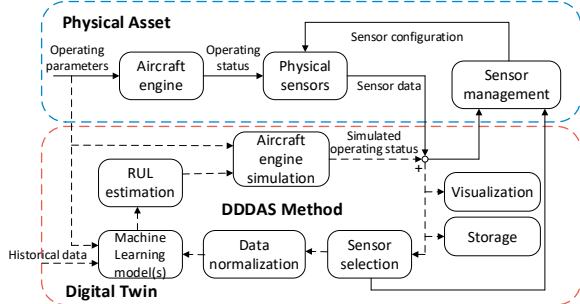 Physical Asset
Operating
parameters
Aircraft
engine
Operating
status
Physical
sensors
Sensor configuration
Sensor data
Sensor
management
Simulated
operating status
+
Aircraft
engine
simulation
RUL
estimation
DDDAS Method
Visualization
Storage
Historical data
Machine
Learning
model(s)
Data
normalization
Sensor
selection
Digital Twin